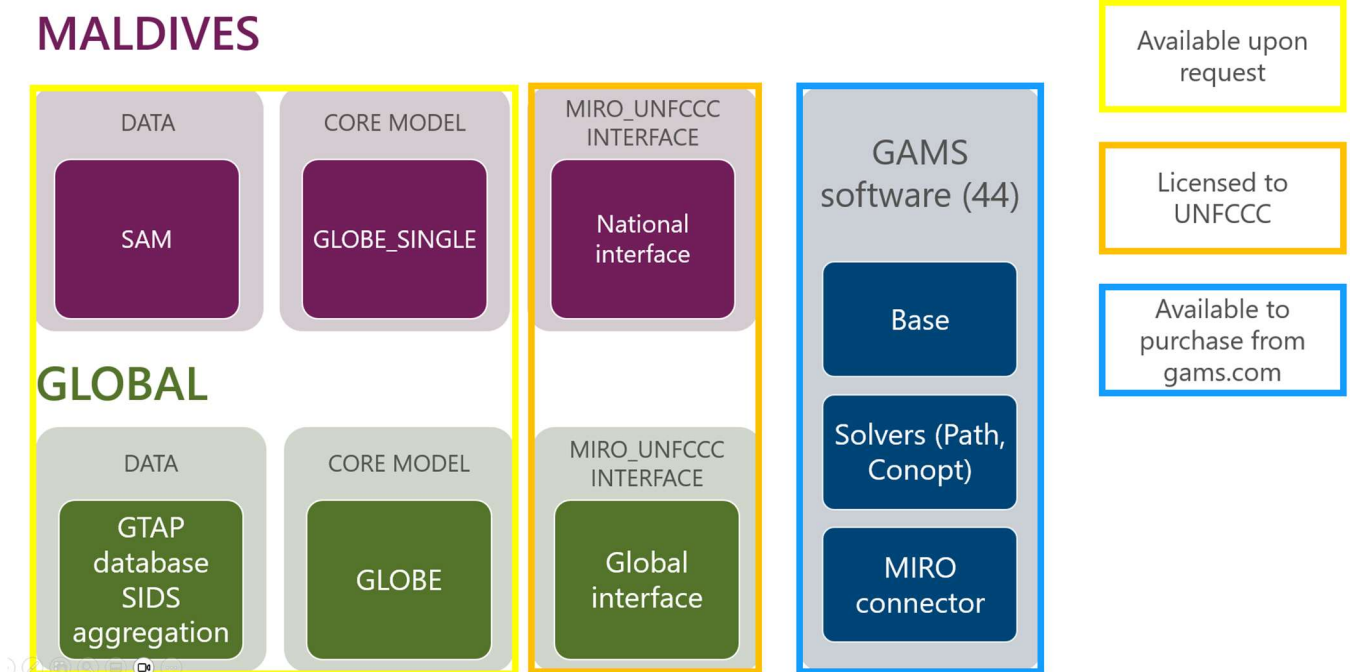 MALDIVES
DATA
SAM
CORE MODEL
GLOBE_SINGLE
MIRO_UNFCCC
INTERFACE
National
interface
GLOBAL
DATA
GTAP
database
SIDS
aggregation
CORE MODEL
GLOBE
MIRO_UNFCCC
INTERFACE
Global
interface
GAMS
software (44)
Base
Solvers (Path,
Conopt)
MIRO
connector
Available upon
request
Licensed to
UNFCCC
Available to
purchase from
gams.com